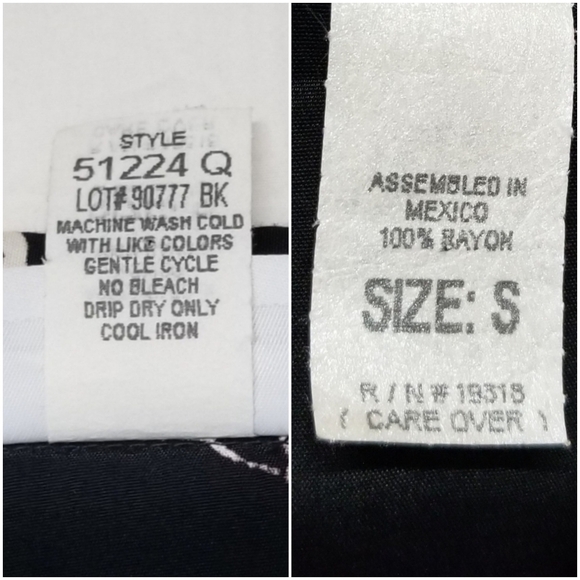 STYLE
51224 Q
LOT# 90777 BK
MACHINE WASH COLD
WITH LIKE COLORS
GENTLE CYCLE
NO BLEACH
DRIP DRY ONLY
COOL IRON
ASSEMBLED IN
MEXICO
100% RAYON
SIZE: S
R / N # 19318
( CARE OVER )